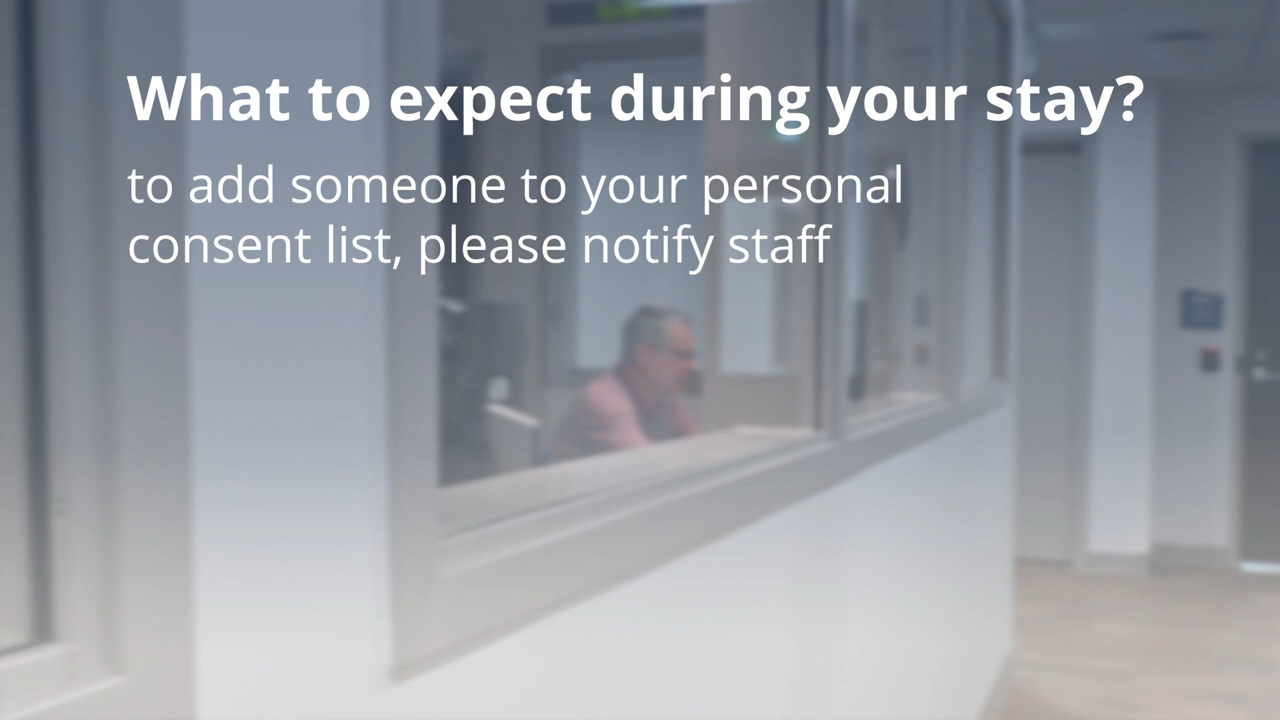 What to expect during your stay?
to add someone to your personal
consent list, please notify staff